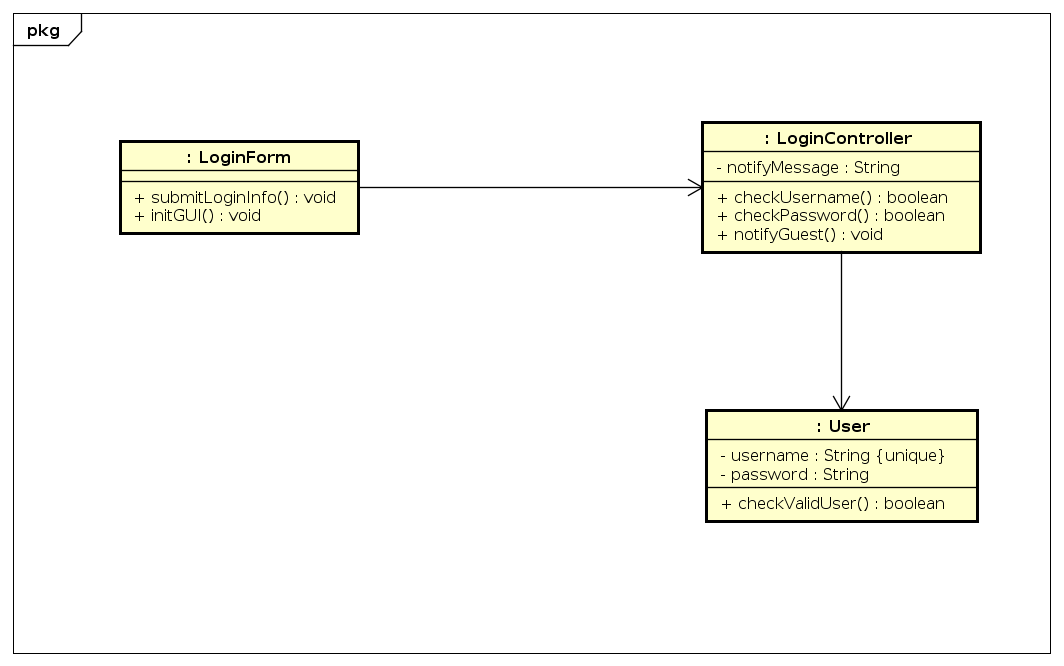 pkg
: LoginForm
+ submitLoginInfo() : void
+ initGUI() : void
: LoginController
- notifyMessage : String
+ checkUsername() : boolean
+ checkPassword() : boolean
+ notifyGuest() : void
: User
- username : String {unique}
- password : String
+ checkValidUser() : boolean